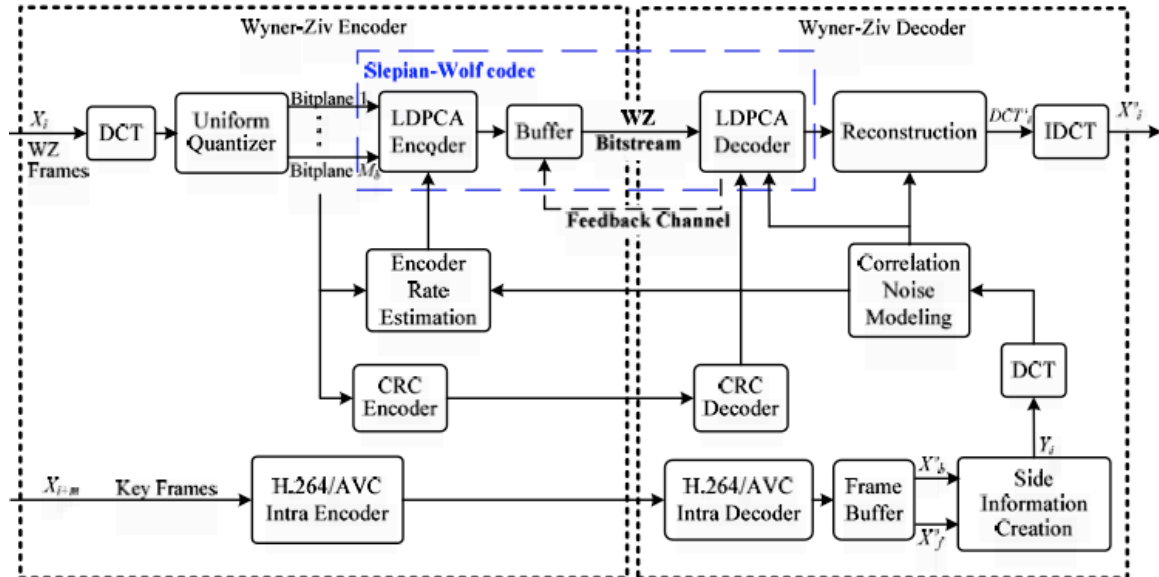 Wyner-Ziv Encoder
Wyner-Ziv Decoder
Slepian-Wolf codec
X_i
WZ
Frames
DCT
Uniform
Quantizer
Bitplane 1
Bitplane M_b
LDPCA
Encoder
Buffer
WZ
Bitstream
LDPCA
Decoder
Reconstruction
DCT'_i
IDCT
X'_i
Feedback Channel
Encoder
Rate
Estimation
Correlation
Noise
Modeling
CRC
Encoder
CRC
Decoder
DCT
Y_i
X_{i+m}
Key Frames
H.264/AVC
Intra Encoder
H.264/AVC
Intra Decoder
Frame
Buffer
X'_b
X'_f
Side
Information
Creation